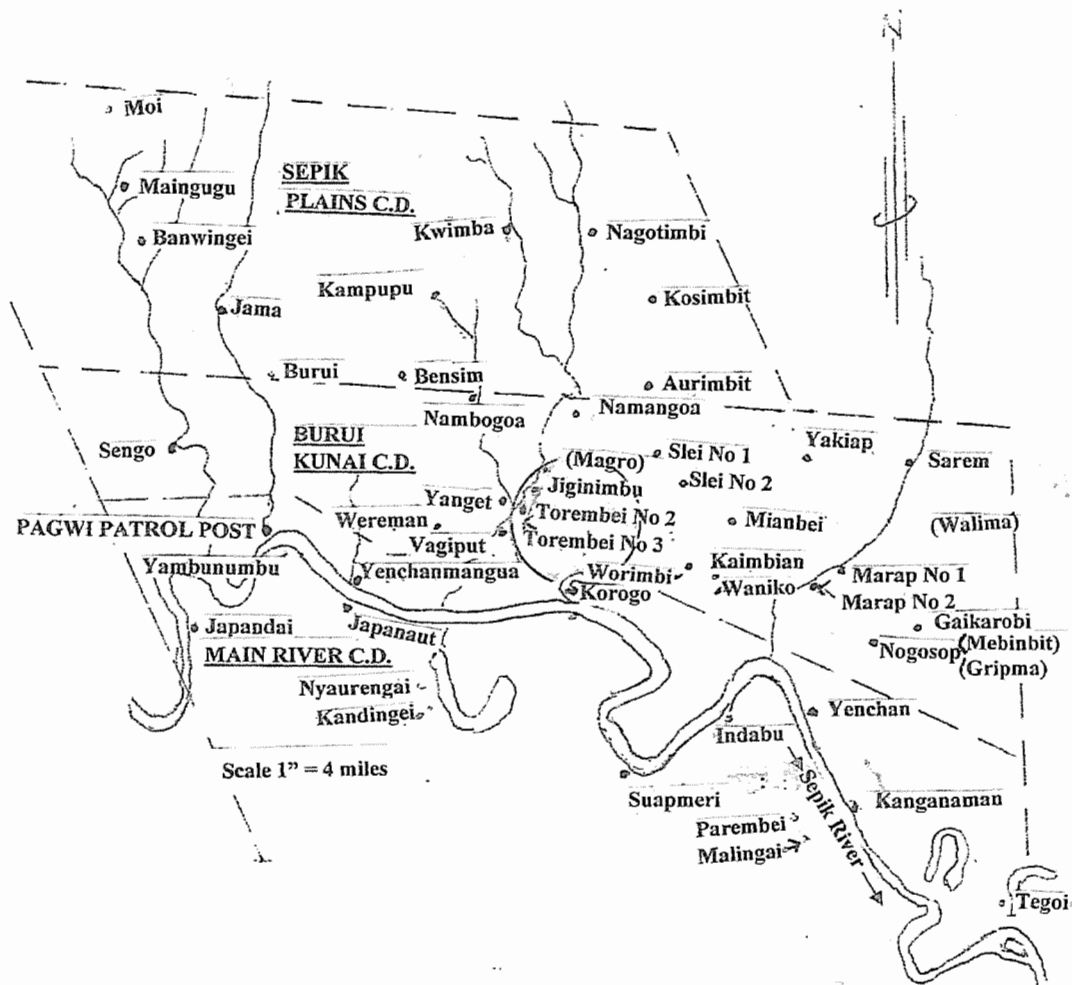 N
Moi
SEPIK
PLAINS C.D.
Maingugu
Banwingei
Kwimba
Nagotimbi
Kampupu
Kosimbit
Jama
Burui
Bensim
Aurimbit
Nambogoa
Namangoa
BURUI
KUNAI C.D.
Sengo
(Magro)
Slei No 1
Yakiap
Sarem
Jiginimbu
Slei No 2
Yanget
Torembei No 2
PAGWI PATROL POST
Wereman
Mianbei
(Walima)
Vagiput
Torembei No 3
Yambunumbu
Yenchanmangua
Worimbi
Kaimbian
Korogo
Waniko
Marap No 1
Marap No 2
Japandai
Japanaut
Gaikarobi
MAIN RIVER C.D.
Nogosop
(Mebinbit)
(Gripma)
Nyaurengai
Kandingei
Yenchan
Indabu
Scale 1” = 4 miles
Sepik River
Suapmeri
Kanganaman
Parembei
Malingai
Tegoi